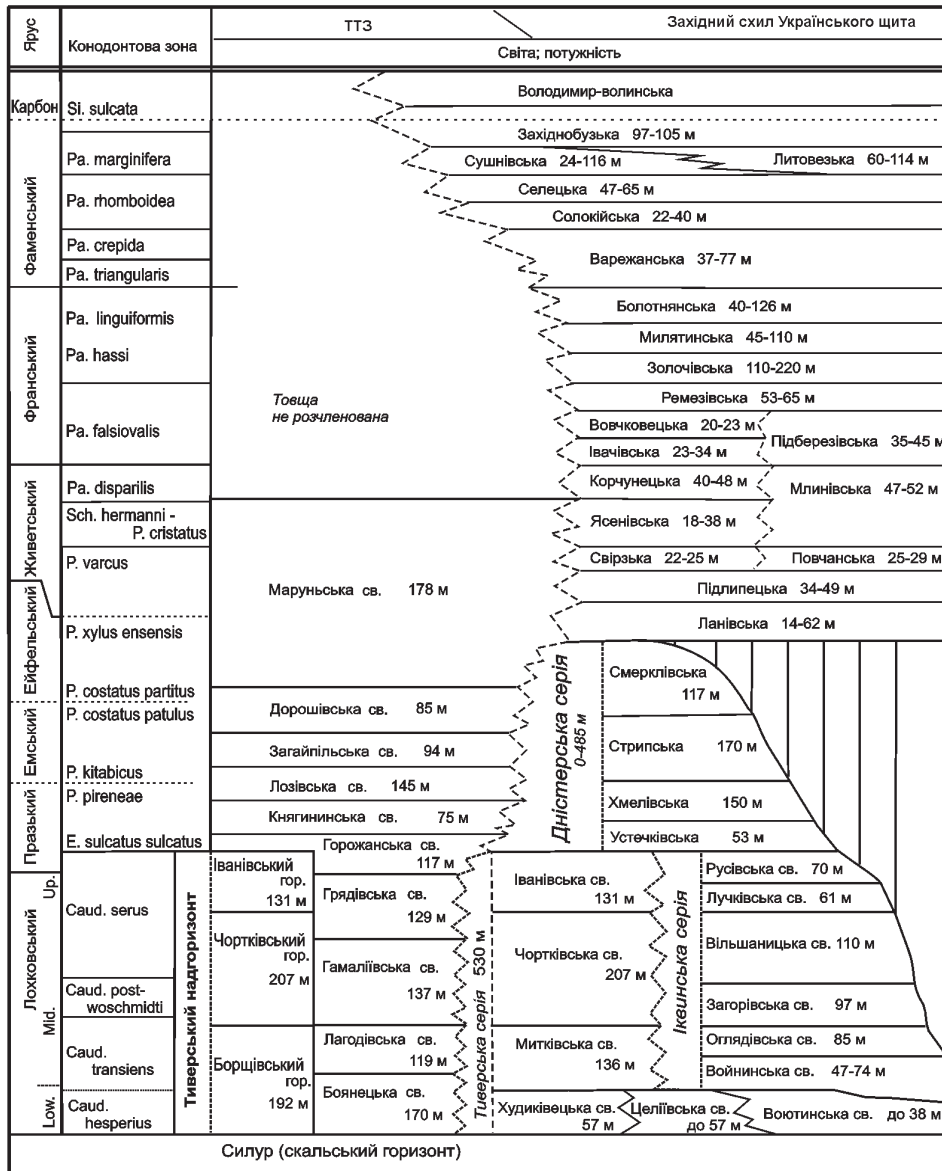 Ярус
Конодонтова зона
ТТЗ
Західний схил Українського щита
Світа; потужність
Карбон
Si. sulcata
Володимир-волинська
Західнобузька 97-105 м
Фаменський
Pa. marginifera
Сушнівська 24-116 м
Литовезька 60-114 м
Pa. rhomboidea
Селецька 47-65 м
Солокійська 22-40 м
Pa. crepida
Варежанська 37-77 м
Pa. triangularis
Франський
Pa. linguiformis
Болотнянська 40-126 м
Милятинська 45-110 м
Pa. hassi
Золочівська 110-220 м
Товща
не розчленована
Ремезівська 53-65 м
Pa. falsiovalis
Вовчковецька 20-23 м
Підберезівська 35-45 м
Івачівська 23-34 м
Живетський
Pa. disparilis
Корчунецька 40-48 м
Млинівська 47-52 м
Sch. hermanni -
P. cristatus
Ясенівська 18-38 м
P. varcus
Свірзька 22-25 м
Повчанська 25-29 м
Маруньська св. 178 м
Підлипецька 34-49 м
Ейфельський
P. xylus ensensis
Ланівська 14-62 м
Дністерська серія
0-485 м
Смерклівська
117 м
P. costatus partitus
Емський
P. costatus patulus
Дорошівська св. 85 м
Стрипська 170 м
Загайпільська св. 94 м
P. kitabicus
Лозівська св. 145 м
Празький
P. pireneae
Хмелівська 150 м
Княгининська св. 75 м
E. sulcatus sulcatus
Устечківська 53 м
Горожанська св.
117 м
Лохковський
Up.
Mid.
Low.
Caud. serus
Caud. post-
woschmidti
Caud.
transiens
Caud.
hesperius
Тиверський надгоризонт
Іванівський
гор.
131 м
Чортківський
гор.
207 м
Борщівський
гор.
192 м
Грядівська св.
129 м
Гамаліївська св.
137 м
Лагодівська св.
119 м
Боянецька св.
170 м
Тиверська серія 530 м
Іванівська св.
131 м
Чортківська св.
207 м
Митківська св.
136 м
Худиківецька св.
57 м
Іквинська серія
Русівська св. 70 м
Лучківська св. 61 м
Вільшаницька св. 110 м
Загорівська св. 97 м
Оглядівська св. 85 м
Войнинська св. 47-74 м
Целіївська св.
до 57 м
Воютинська св. до 38 м
Силур (скальський горизонт)